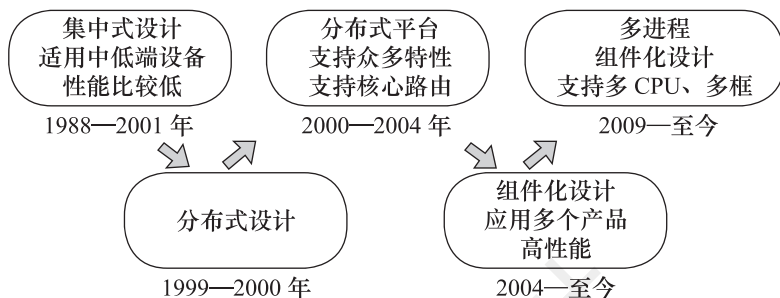 集中式设计
适用中低端设备
性能比较低
1988—2001 年
分布式设计
1999—2000 年
分布式平台
支持众多特性
支持核心路由
2000—2004 年
组件化设计
应用多个产品
高性能
2004—至今
多进程
组件化设计
支持多 CPU、多框
2009—至今